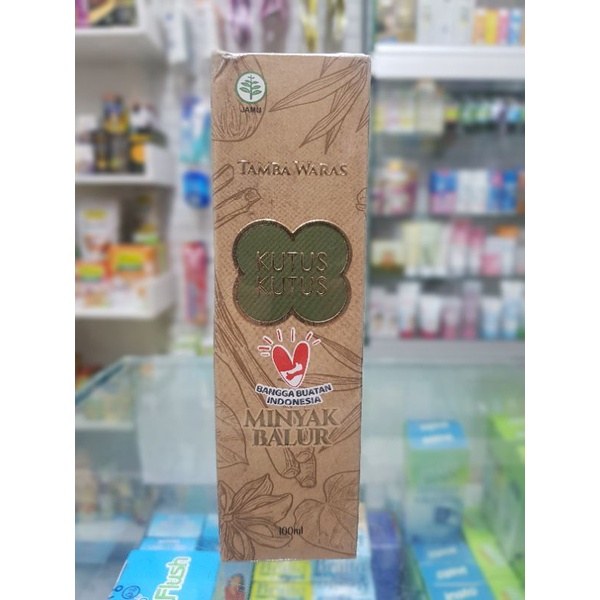 JAMU
TAMBA WARAS
KUTUS
KUTUS
BANGGA BUATAN
INDONESIA
MINYAK
BALUR
100ml
Flush